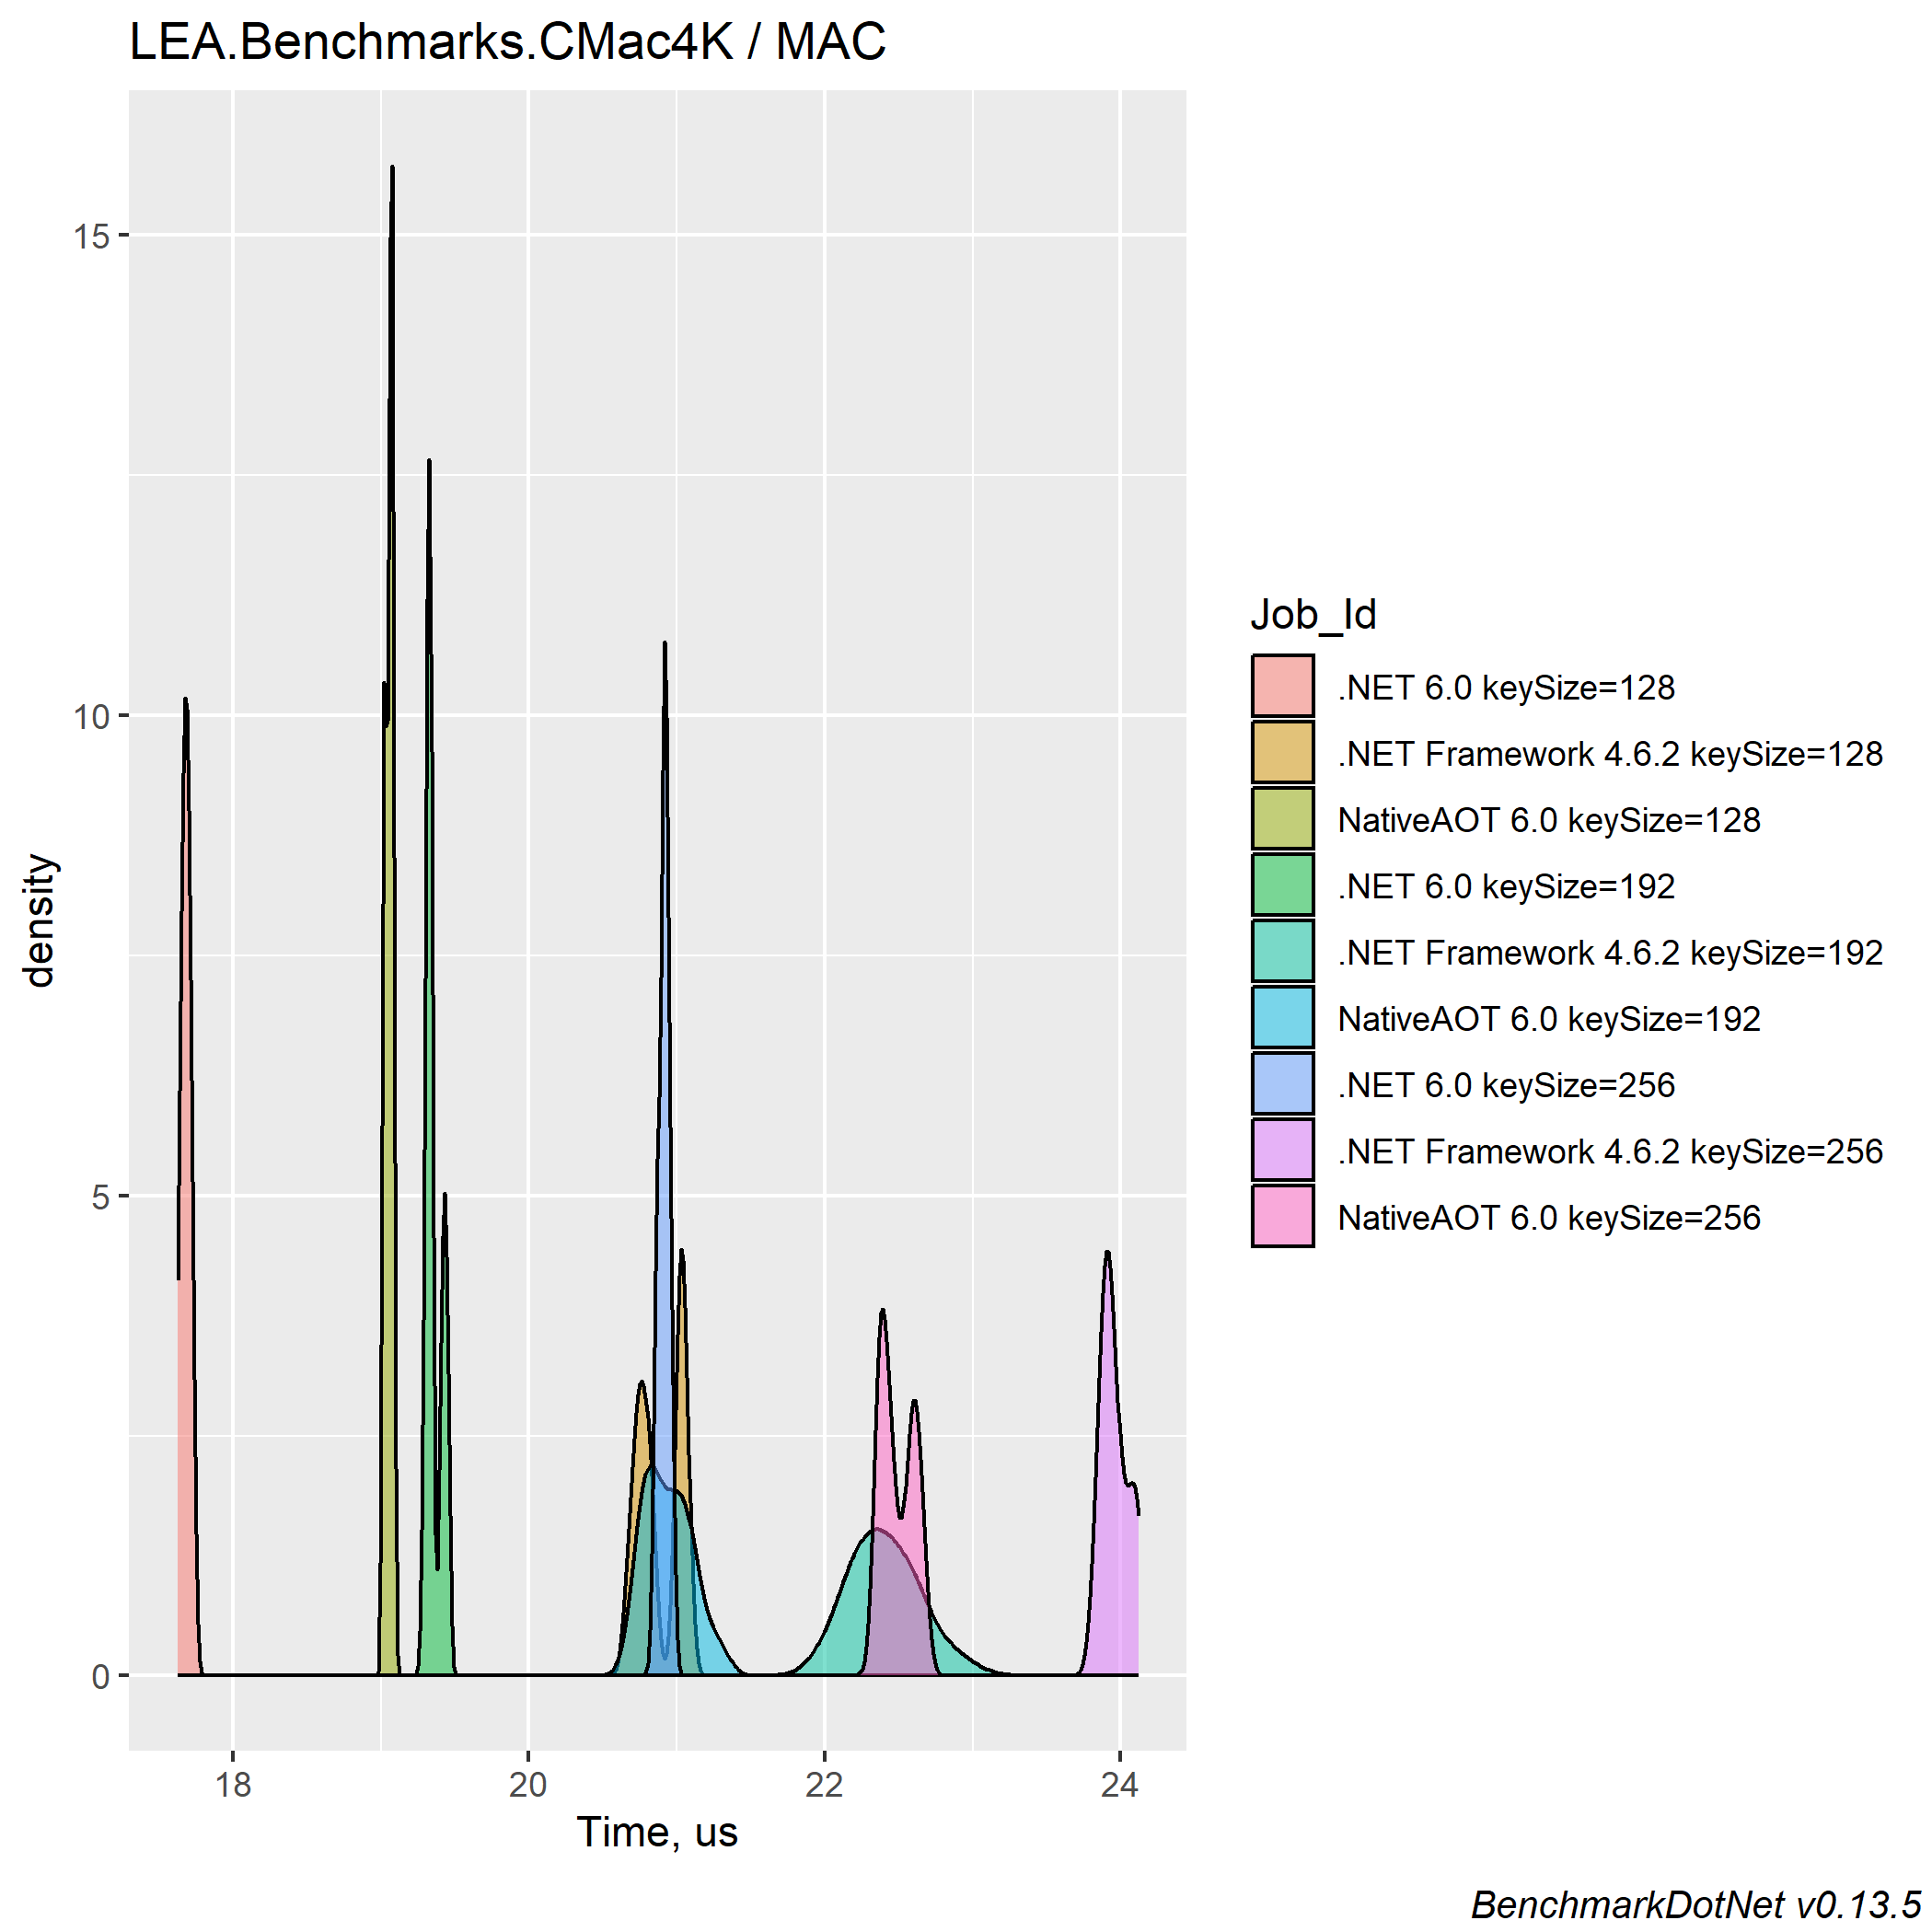 LEA.Benchmarks.CMac4K / MAC
15
10
5
0
density
18 20 22 24
Time, us
Job_Id
.NET 6.0 keySize=128
.NET Framework 4.6.2 keySize=128
NativeAOT 6.0 keySize=128
.NET 6.0 keySize=192
.NET Framework 4.6.2 keySize=192
NativeAOT 6.0 keySize=192
.NET 6.0 keySize=256
.NET Framework 4.6.2 keySize=256
NativeAOT 6.0 keySize=256
BenchmarkDotNet v0.13.5